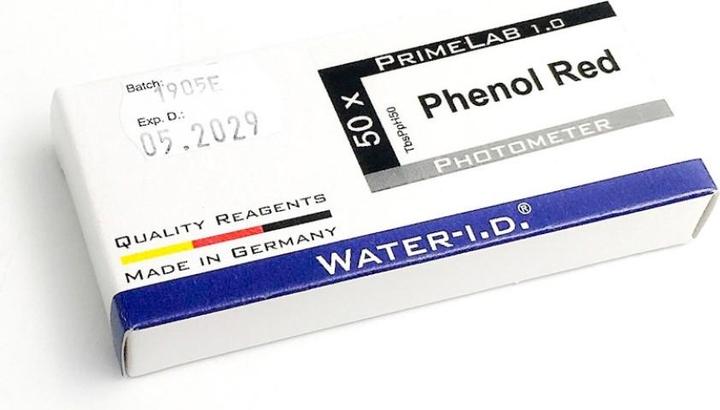 Batch: 1905E
Exp. D.:
05.2029
PRIMELAB 1.0
50 x
Phenol Red
TbsPpH50
PHOTOMETER
QUALITY REAGENTS
MADE IN GERMANY
WATER-I.D.®